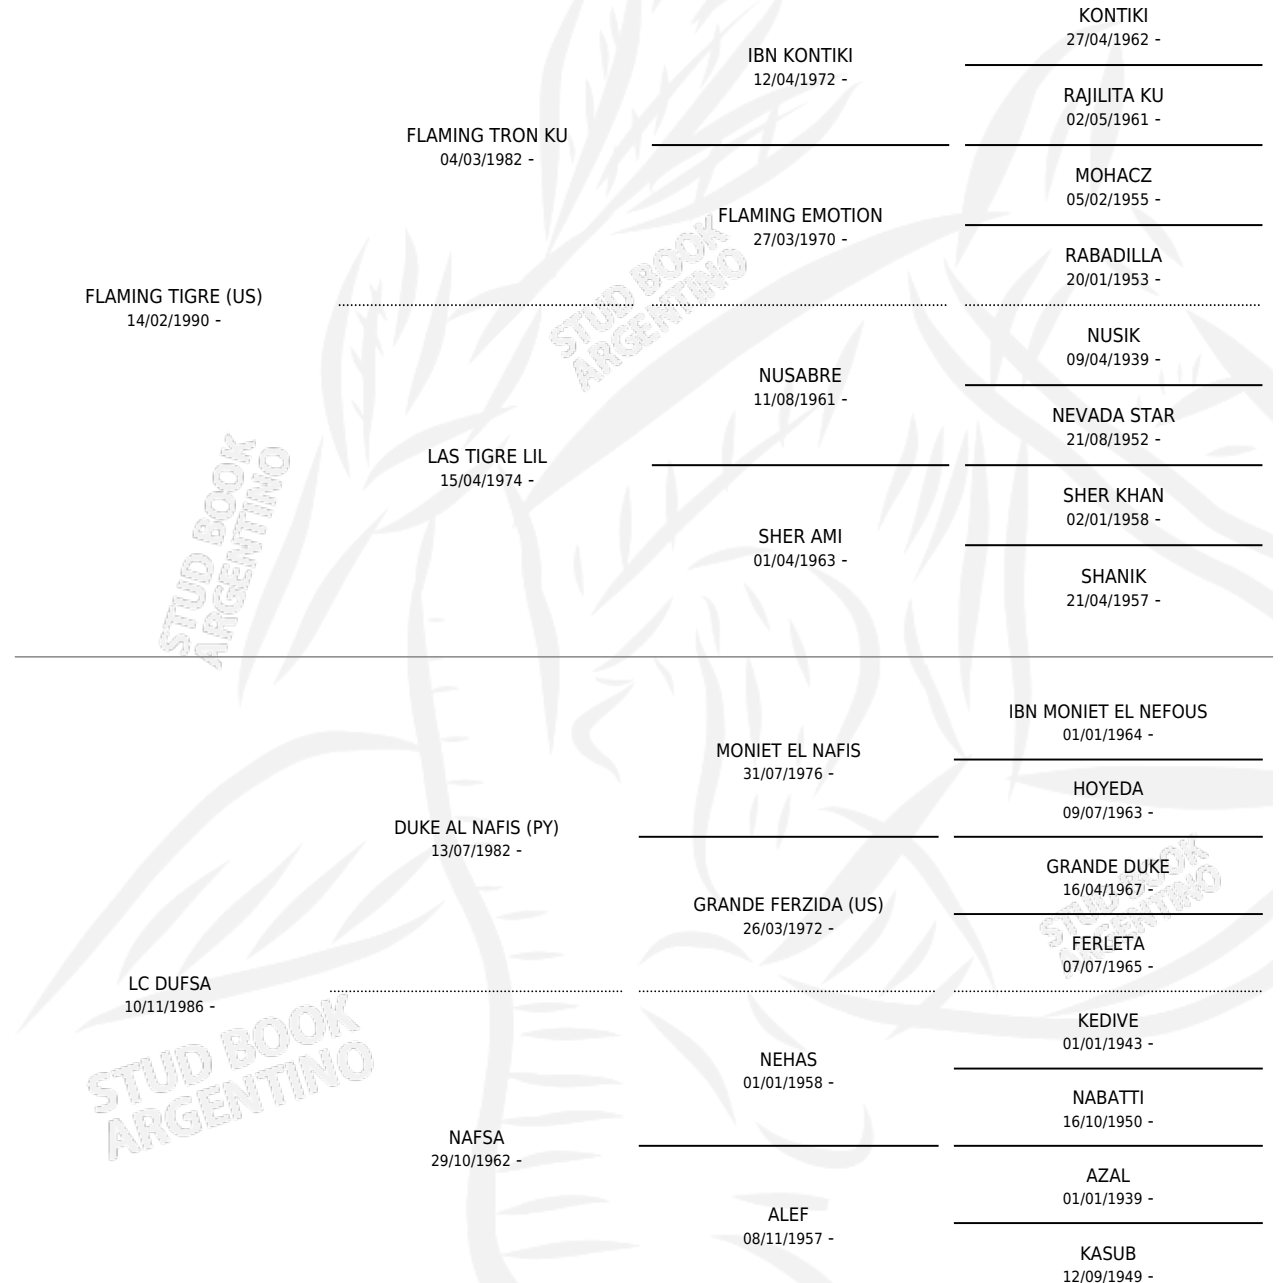 KONTIKI
27/04/1962 -
IBN KONTIKI
12/04/1972 -
RAJILITA KU
02/05/1961 -
FLAMING TRON KU
04/03/1982 -
MOHACZ
05/02/1955 -
FLAMING EMOTION
27/03/1970 -
RABADILLA
20/01/1953 -
FLAMING TIGRE (US)
14/02/1990 -
NUSIK
09/04/1939 -
NUSABRE
11/08/1961 -
NEVADA STAR
21/08/1952 -
LAS TIGRE LIL
15/04/1974 -
SHER KHAN
02/01/1958 -
SHER AMI
01/04/1963 -
SHANIK
21/04/1957 -
STUD BOOK
ARGENTINO
STUD BOOK
ARGENTINO
IBN MONIET EL NEFOUS
01/01/1964 -
MONIET EL NAFIS
31/07/1976 -
HOYEDA
09/07/1963 -
DUKE AL NAFIS (PY)
13/07/1982 -
GRANDE DUKE
16/04/1967 -
GRANDE FERZIDA (US)
26/03/1972 -
FERLETA
07/07/1965 -
LC DUFSA
10/11/1986 -
KEDIVE
01/01/1943 -
NEHAS
01/01/1958 -
NABATTI
16/10/1950 -
NAFSA
29/10/1962 -
AZAL
01/01/1939 -
ALEF
08/11/1957 -
KASUB
12/09/1949 -
STUD BOOK
ARGENTINO
STUD BOOK
ARGENTINO